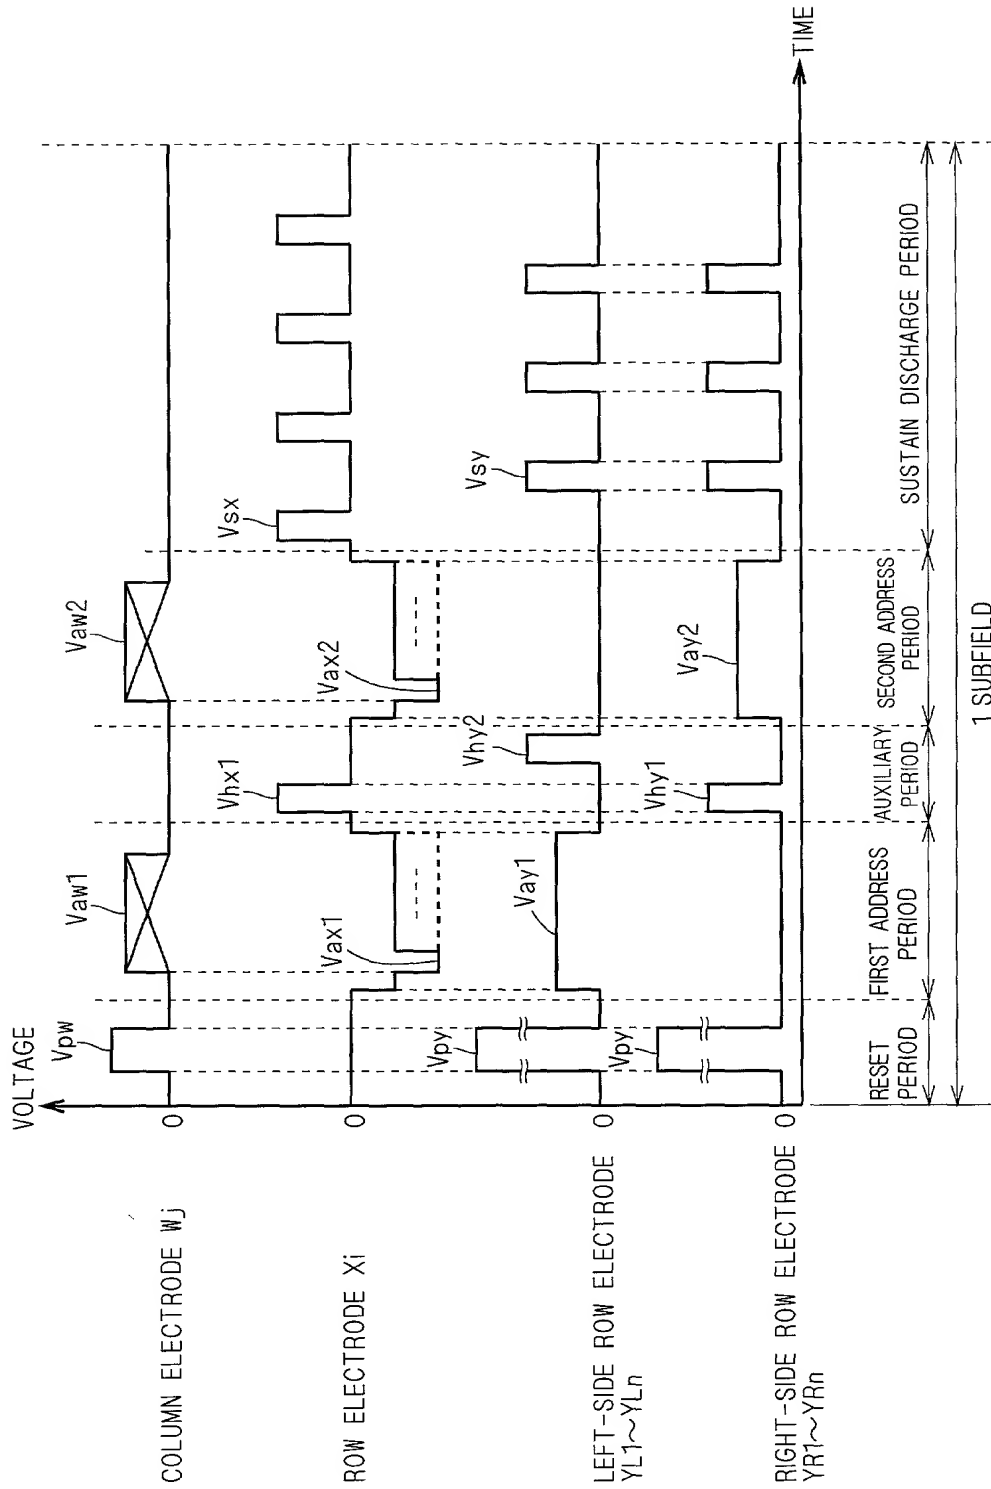 VOLTAGE
COLUMN ELECTRODE Wj
0
Vpw
Vaw1
Vaw2
ROW ELECTRODE Xi
0
Vax1
Vhx1
Vax2
Vsx
LEFT-SIDE ROW ELECTRODE
YL1~YLn
0
Vpy
Vay1
Vhy2
Vsy
RIGHT-SIDE ROW ELECTRODE
YR1~YRn
0
Vpy
Vhy1
Vay2
TIME
RESET
PERIOD
FIRST ADDRESS
PERIOD
AUXILIARY
PERIOD
SECOND ADDRESS
PERIOD
SUSTAIN DISCHARGE PERIOD
1 SUBFIELD